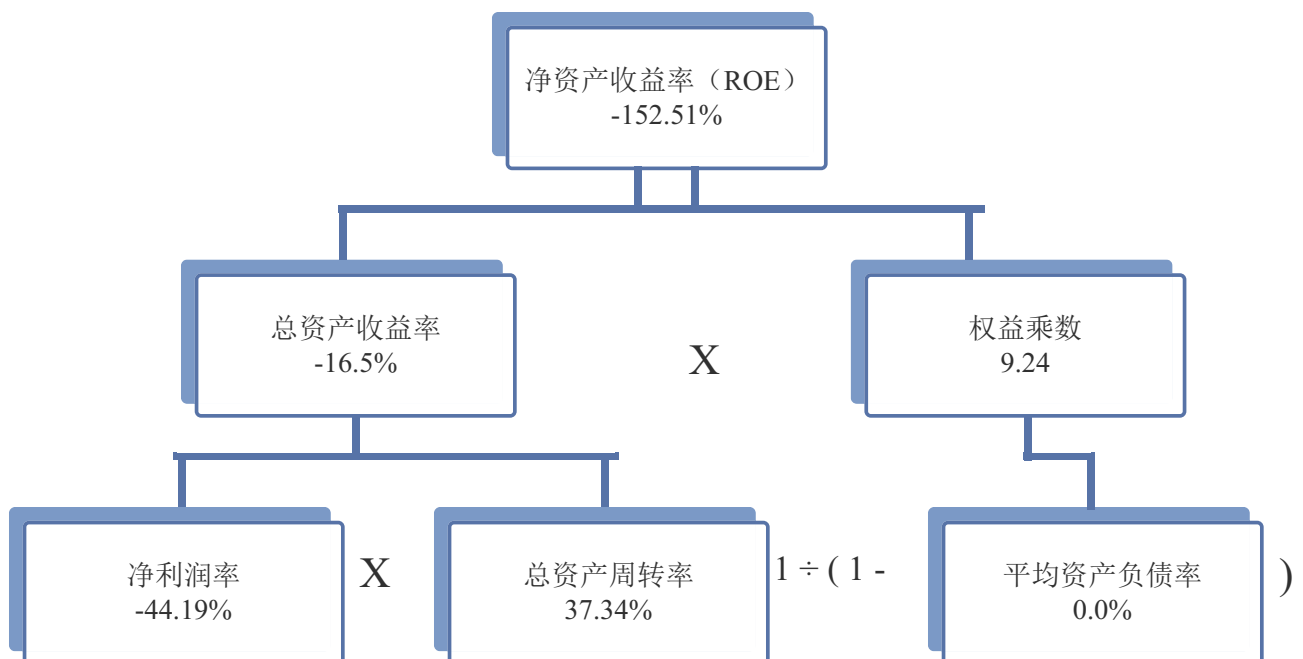 净资产收益率（ROE）
-152.51%
总资产收益率
-16.5%
X
权益乘数
9.24
净利润率
-44.19%
X
总资产周转率
37.34%
1 ÷ ( 1 -
平均资产负债率
0.0%
)